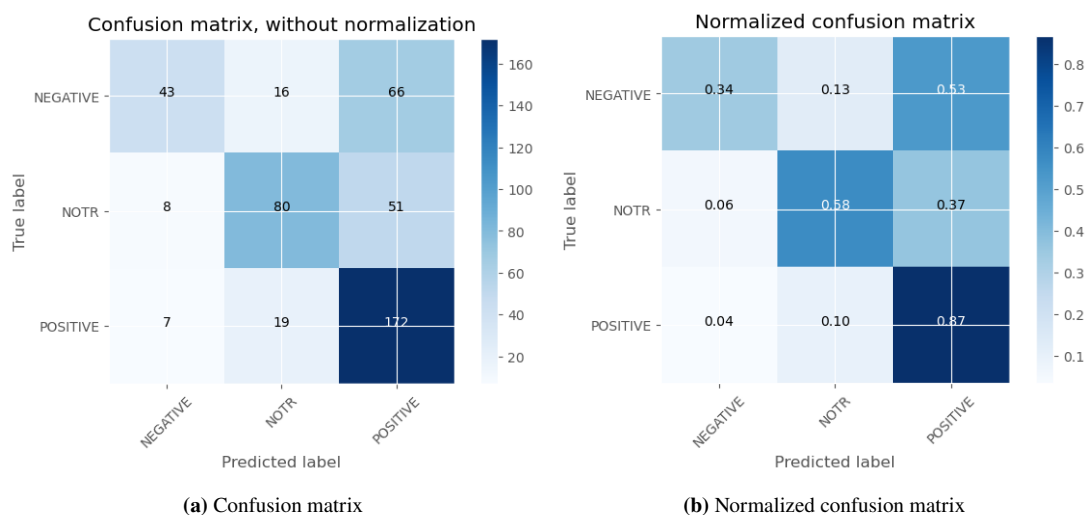 Confusion matrix, without normalization
NEGATIVE
NOTR
POSITIVE
True label
43 16 66
8 80 51
7 19 172
NEGATIVE NOTR POSITIVE
Predicted label
160
140
120
100
80
60
40
20
(a) Confusion matrix
Normalized confusion matrix
NEGATIVE
NOTR
POSITIVE
True label
0.34 0.13 0.53
0.06 0.58 0.37
0.04 0.10 0.87
NEGATIVE NOTR POSITIVE
Predicted label
0.8
0.7
0.6
0.5
0.4
0.3
0.2
0.1
(b) Normalized confusion matrix